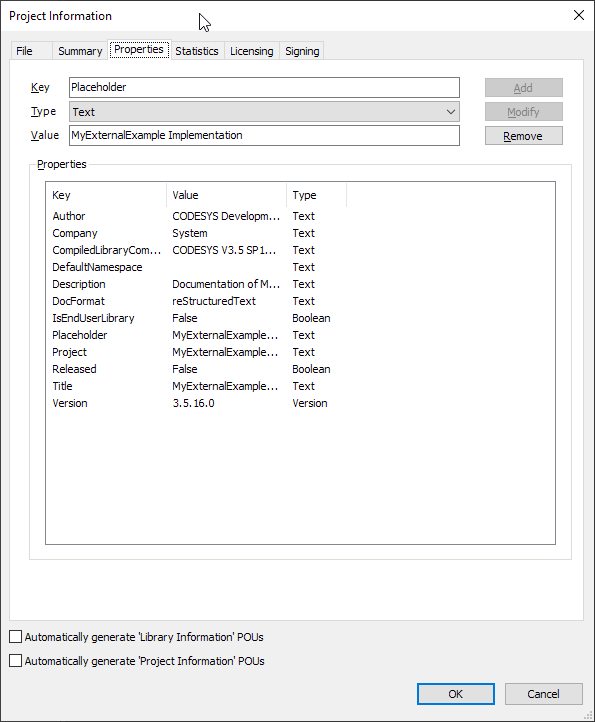 Project Information
File Summary Properties Statistics Licensing Signing
Key Placeholder Add
Type Text Modify
Value MyExternalExample Implementation Remove
Properties
Key Value Type
Author CODESYS Developm... Text
Company System Text
CompiledLibraryCom... CODESYS V3.5 SP1... Text
DefaultNamespace Text
Description Documentation of M... Text
DocFormat reStructuredText Text
IsEndUserLibrary False Boolean
Placeholder MyExternalExample... Text
Project MyExternalExample... Text
Released False Boolean
Title MyExternalExample... Text
Version 3.5.16.0 Version
Automatically generate 'Library Information' POUs
Automatically generate 'Project Information' POUs
OK Cancel